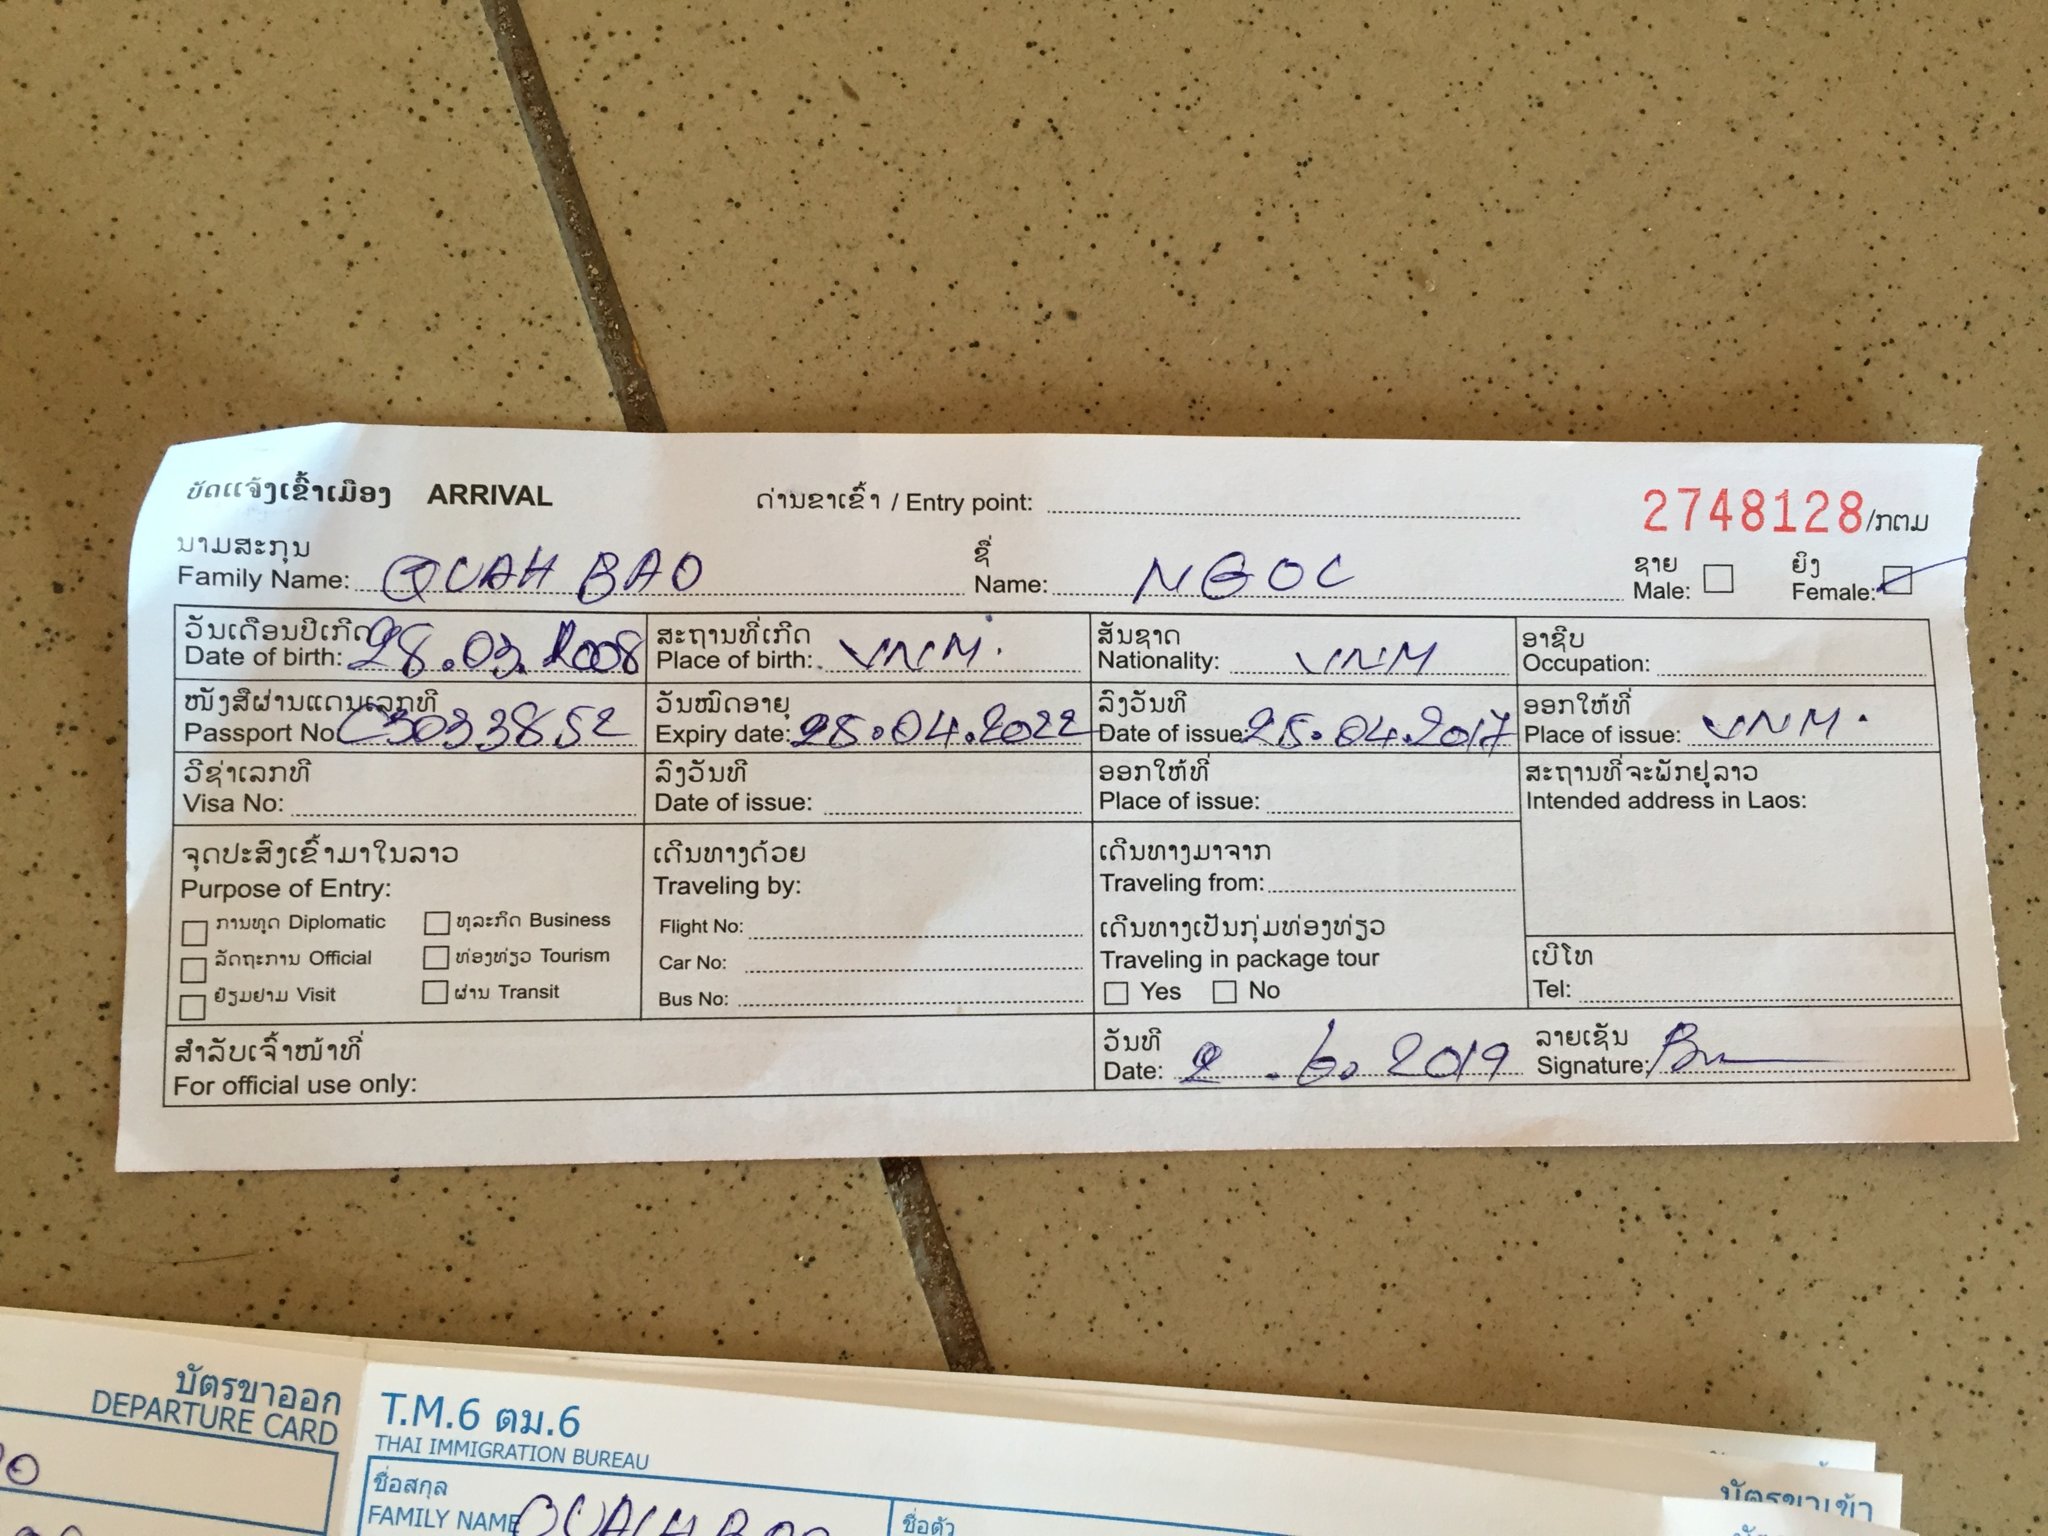 ບັດແຈ້ງເຂົ້າເມືອງ ARRIVAL ດ່ານຂາເຂົ້າ / Entry point: 2748128/ກຕມ
ນາມສະກຸນ ຊື່ ຊາຍ ຍິງ
Family Name: QUAH BAO Name: NGOC Male: Female:
ວັນເດືອນປີເກີດ ສະຖານທີ່ເກີດ ສັນຊາດ ອາຊີບ
Date of birth: 28.03.2008 Place of birth: VNM. Nationality: VNM Occupation:
ໜັງສືຜ່ານແດນເລກທີ ວັນໝົດອາຍຸ ລົງວັນທີ ອອກໃຫ້ທີ່
Passport No C3033852 Expiry date: 25.04.2022 Date of issue: 25.04.2017 Place of issue: VNM.
ວີຊ່າເລກທີ ລົງວັນທີ ອອກໃຫ້ທີ່ ສະຖານທີ່ຈະພັກຢູ່ລາວ
Visa No: Date of issue: Place of issue: Intended address in Laos:
ຈຸດປະສົງເຂົ້າມາໃນລາວ ເດີນທາງດ້ວຍ ເດີນທາງມາຈາກ
Purpose of Entry: Traveling by: Traveling from:
ການທູດ Diplomatic ທຸລະກິດ Business Flight No: ເດີນທາງເປັນກຸ່ມທ່ອງທ່ຽວ
ລັດຖະການ Official ທ່ອງທ່ຽວ Tourism Car No: Traveling in package tour ເບີໂທ
ຢ້ຽມຢາມ Visit ຜ່ານ Transit Bus No: Yes No Tel:
ສຳລັບເຈົ້າໜ້າທີ່ ວັນທີ ລາຍເຊັນ
For official use only: Date: 2.6.2019 Signature:
บัตรขาออก T.M.6 ตม.6
DEPARTURE CARD THAI IMMIGRATION BUREAU
ชื่อสกุล บัตรขาเข้า
FAMILY NAME QUACH BAO ชื่อตัว